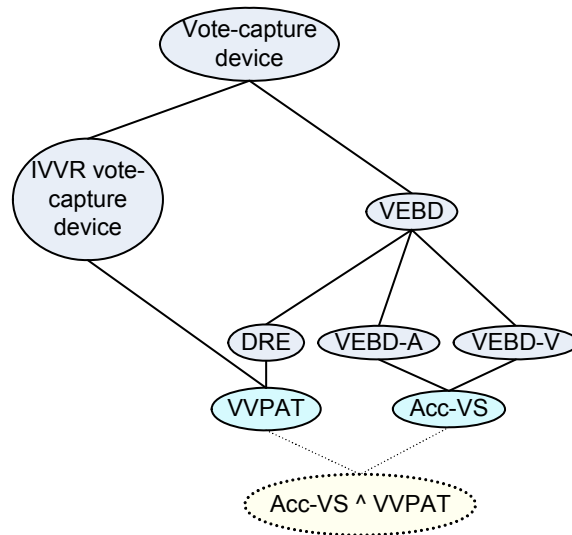 Vote-capture
device
IVVR vote-
capture
device
VEBD
DRE
VEBD-A
VEBD-V
VVPAT
Acc-VS
Acc-VS ^ VVPAT